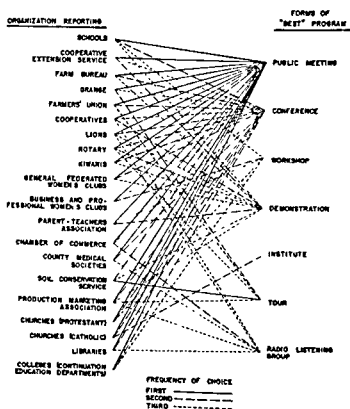 ORGANIZATION REPORTING
FORMS OF
"BEST" PROGRAM
SCHOOLS
COOPERATIVE
EXTENSION SERVICE
FARM BUREAU
GRANGE
FARMERS' UNION
COOPERATIVES
LIONS
ROTARY
KIWANIS
GENERAL FEDERATED
WOMEN'S CLUBS
BUSINESS AND PRO-
FESSIONAL WOMEN'S CLUBS
PARENT-TEACHERS
ASSOCIATION
CHAMBER OF COMMERCE
COUNTY MEDICAL
SOCIETIES
SOIL CONSERVATION
SERVICE
PRODUCTION MARKETING
ASSOCIATION
CHURCHES (PROTESTANT)
CHURCHES (CATHOLIC)
LIBRARIES
COLLEGES (CONTINUATION
EDUCATION DEPARTMENTS)
PUBLIC MEETING
CONFERENCE
WORKSHOP
DEMONSTRATION
INSTITUTE
TOUR
RADIO LISTENING
GROUP
FREQUENCY OF CHOICE
FIRST
SECOND
THIRD